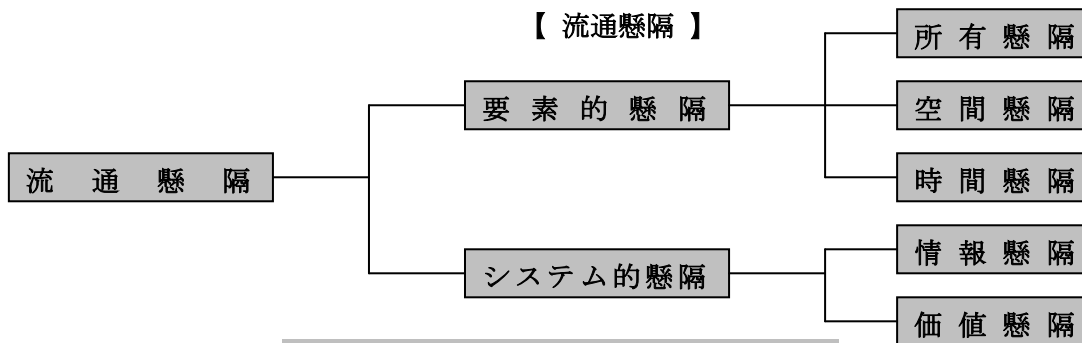 【 流通懸隔 】
所有懸隔
要素的懸隔
空間懸隔
流通懸隔
時間懸隔
情報懸隔
システム的懸隔
価値懸隔